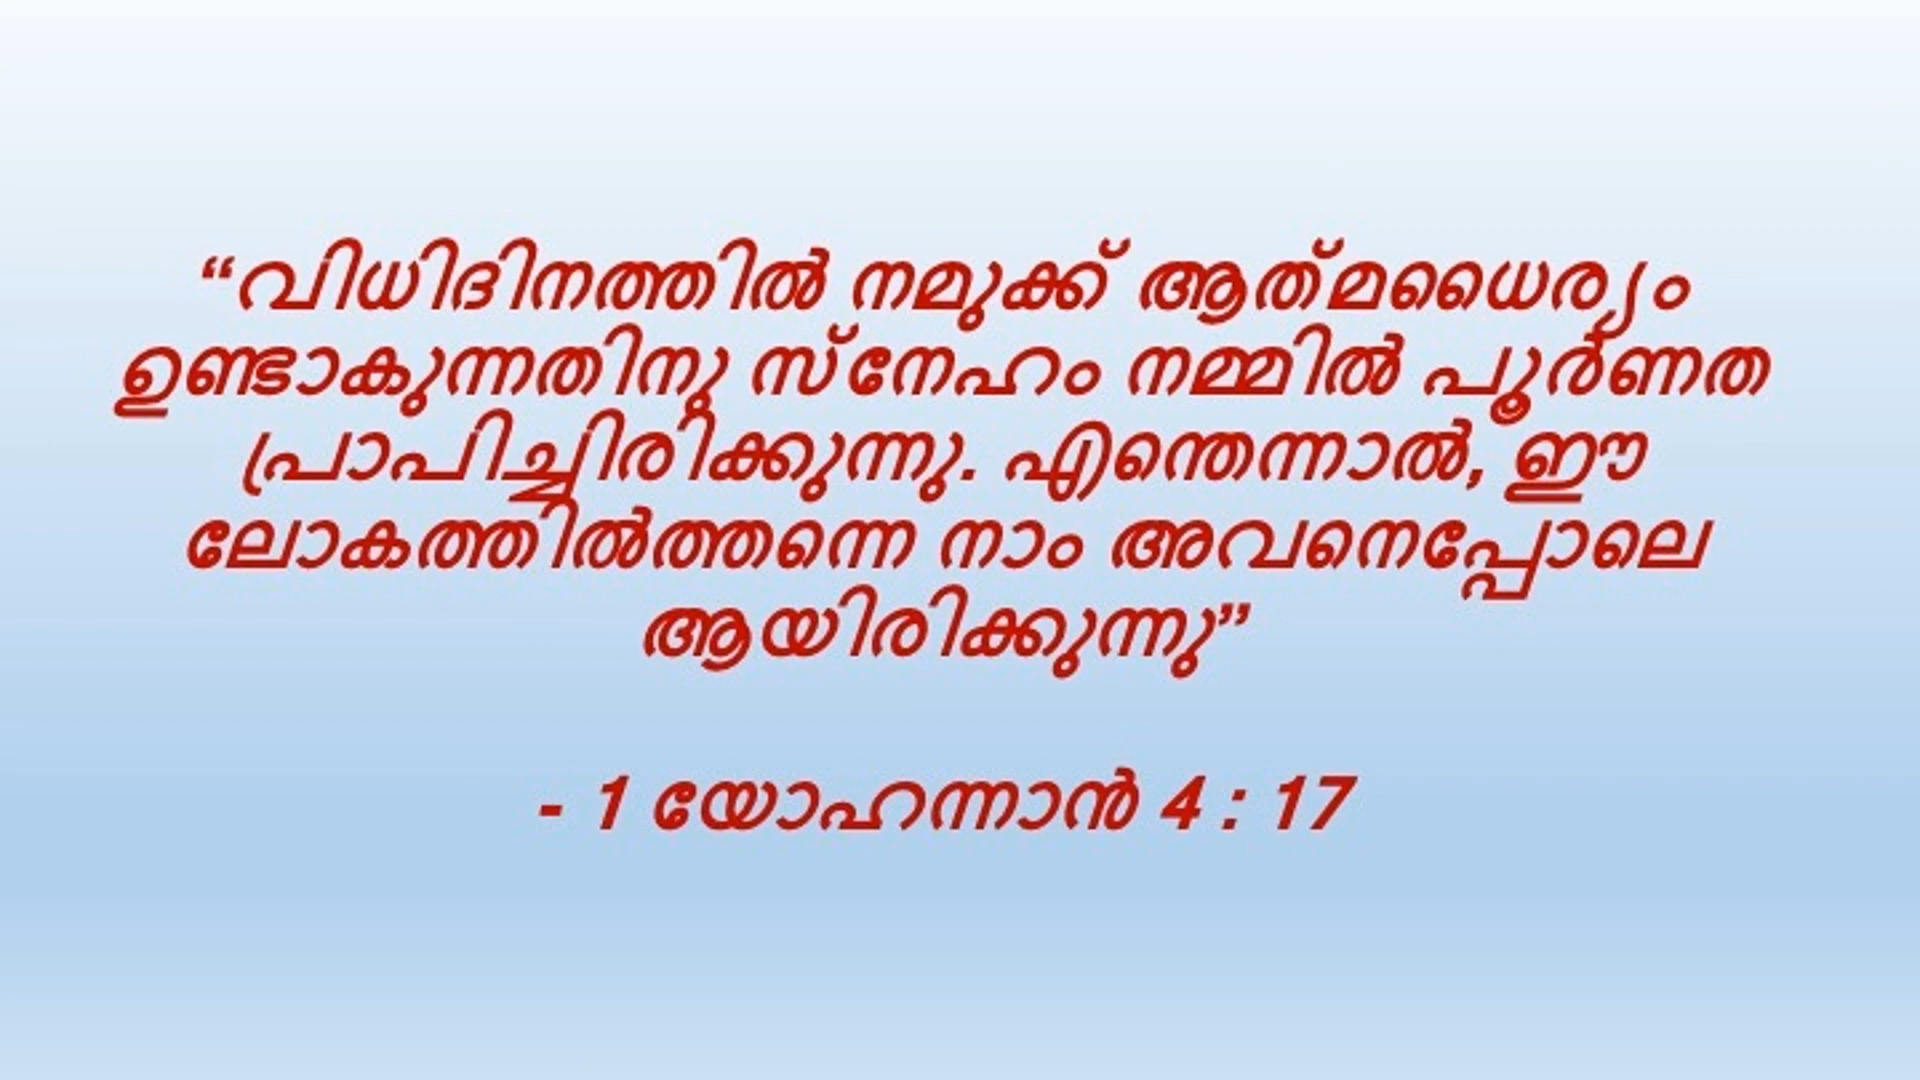 “വിധിദിനത്തിൽ നമുക്ക് ആത്‌മധൈര്യം
ഉണ്ടാകുന്നതിനു സ്‌നേഹം നമ്മിൽ പൂർണത
പ്രാപിച്ചിരിക്കുന്നു. എന്തെന്നാൽ, ഈ
ലോകത്തിൽത്തന്നെ നാം അവനെപ്പോലെ
ആയിരിക്കുന്നു”
- 1 യോഹന്നാൻ 4 : 17